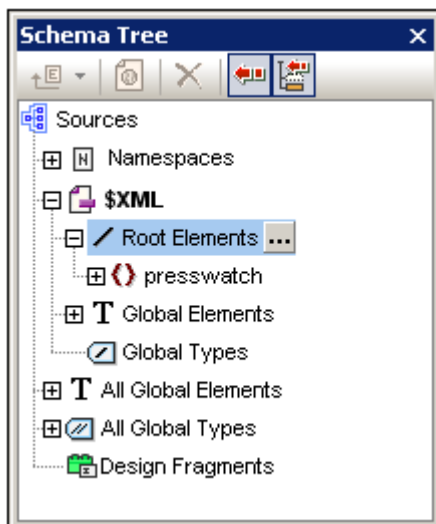 Schema Tree
Sources
Namespaces
$XML
Root Elements ...
presswatch
T Global Elements
Global Types
T All Global Elements
All Global Types
Design Fragments